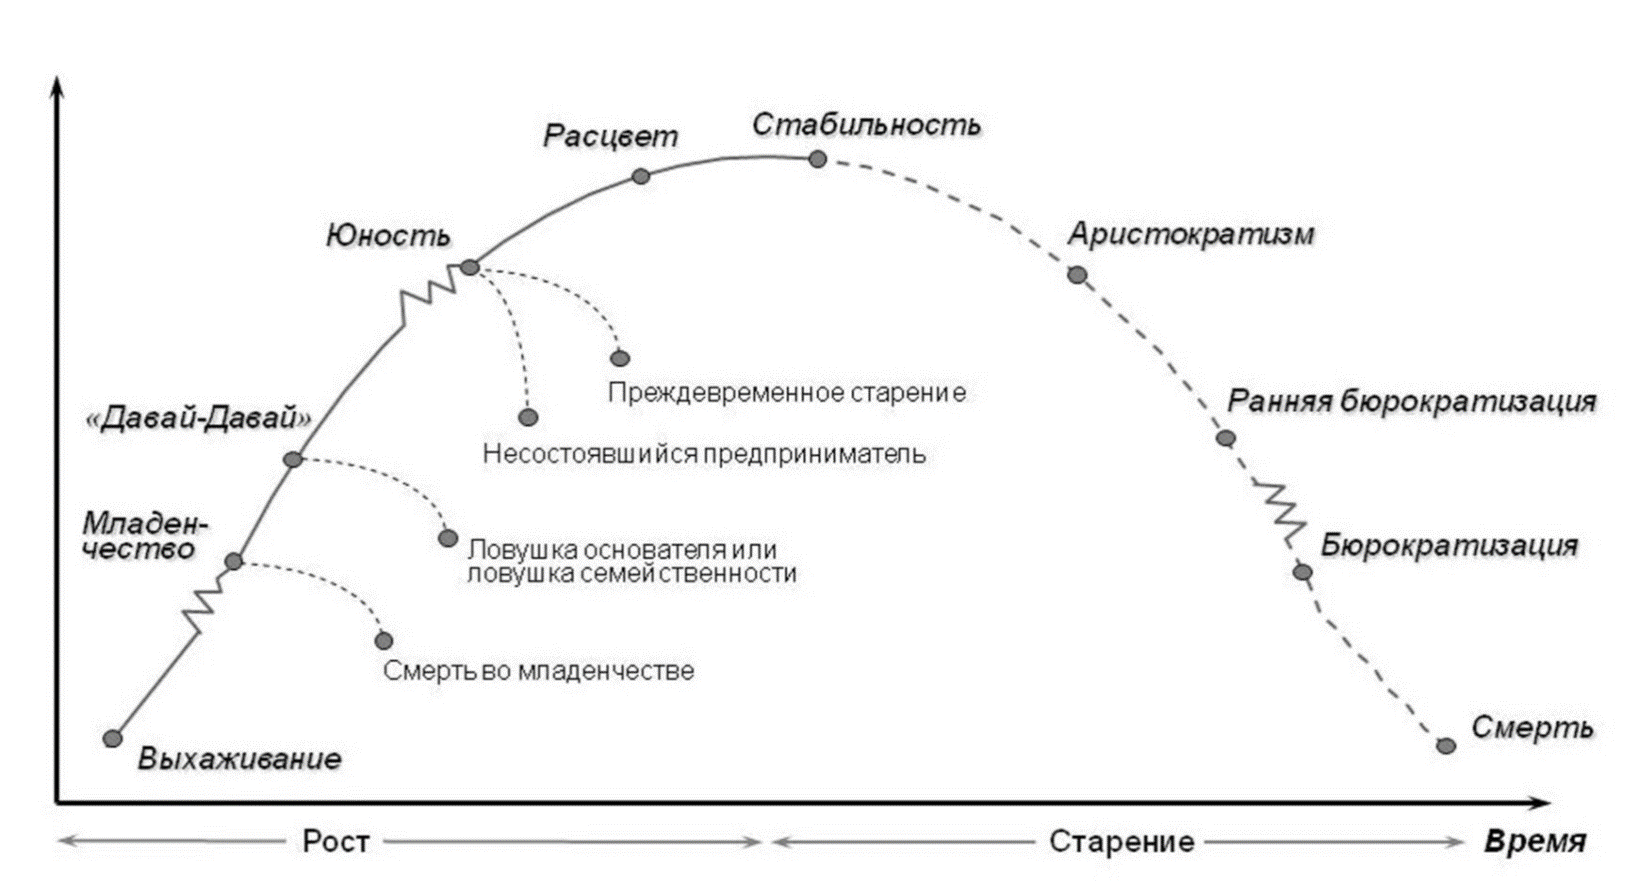 Стабильность
Расцвет
Юность
Аристократизм
Преждевременное старение
Ранняя бюрократизация
«Давай-Давай»
Несостоявшийся предприниматель
Младен-
чество
Ловушка основателя или
ловушка семейственности
Бюрократизация
Смерть во младенчестве
Смерть
Выхаживание
Рост
Старение
Время